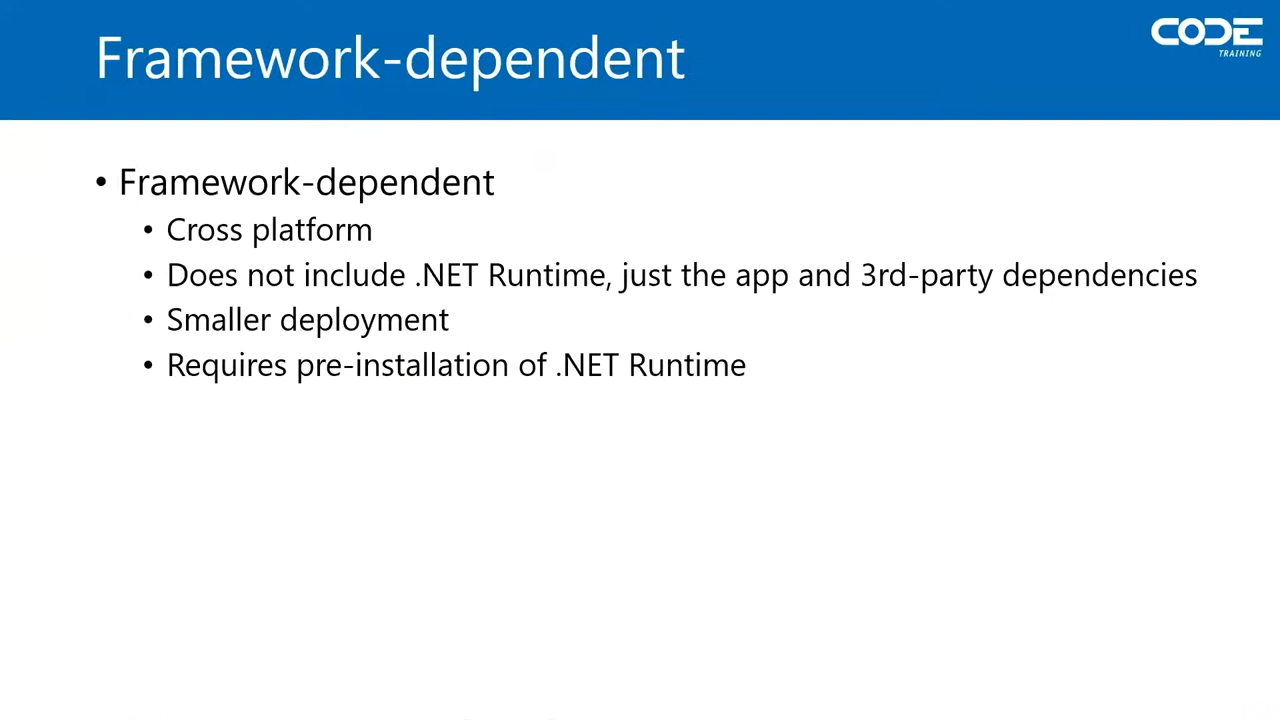 Framework-dependent
CODE
TRAINING
• Framework-dependent
• Cross platform
• Does not include .NET Runtime, just the app and 3rd-party dependencies
• Smaller deployment
• Requires pre-installation of .NET Runtime